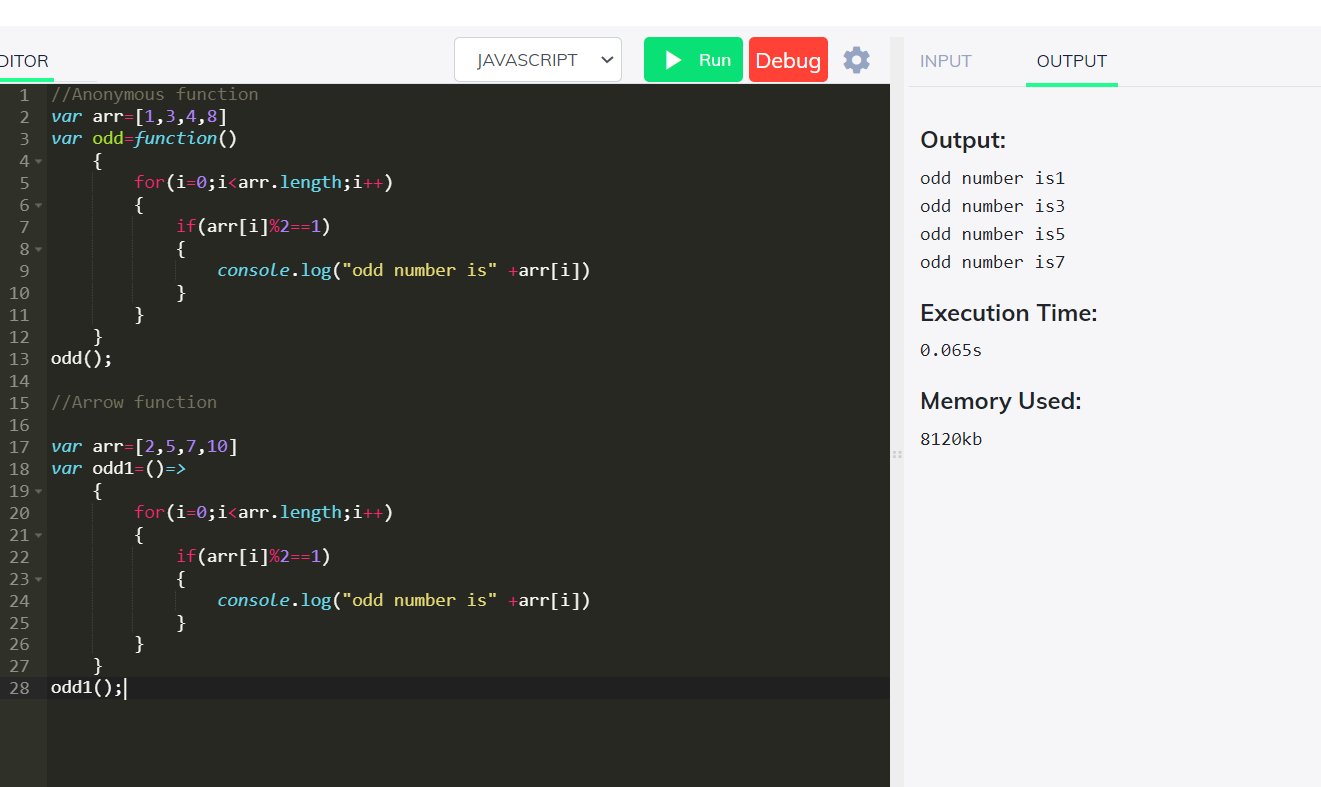 DITOR
JAVASCRIPT
Run
Debug
INPUT
OUTPUT
1 //Anonymous function
2 var arr=[1,3,4,8]
3 var odd=function()
4 {
5 for(i=0;i<arr.length;i++)
6 {
7 if(arr[i]%2==1)
8 {
9 console.log("odd number is" +arr[i])
10 }
11 }
12 }
13 odd();
14
15 //Arrow function
16
17 var arr=[2,5,7,10]
18 var odd1=()=>
19 {
20 for(i=0;i<arr.length;i++)
21 {
22 if(arr[i]%2==1)
23 {
24 console.log("odd number is" +arr[i])
25 }
26 }
27 }
28 odd1();
Output:
odd number is1
odd number is3
odd number is5
odd number is7
Execution Time:
0.065s
Memory Used:
8120kb